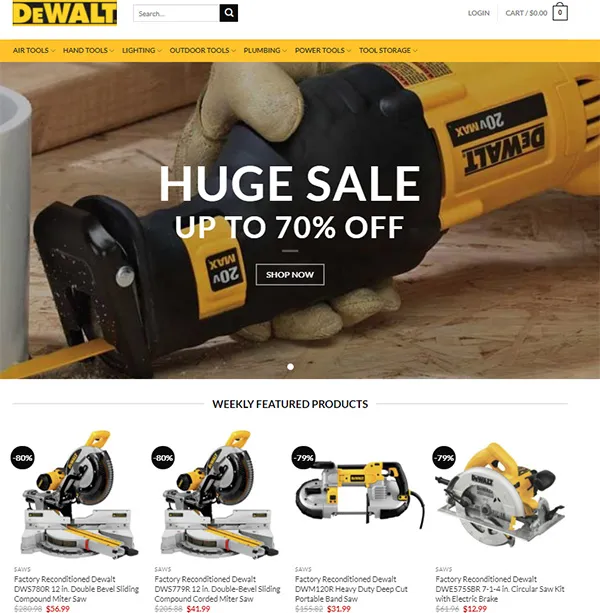 DEWALT
Search...
LOGIN CART / $0.00 0
AIR TOOLS HAND TOOLS LIGHTING OUTDOOR TOOLS PLUMBING POWER TOOLS TOOL STORAGE
20V MAX DEWALT
HUGE SALE
UP TO 70% OFF
20V MAX
SHOP NOW
WEEKLY FEATURED PRODUCTS
-80% -80% -79% -79%
SAWS
Factory Reconditioned Dewalt
DWS780R 12 in. Double Bevel Sliding
Compound Miter Saw
$280.98 $56.99
SAWS
Factory Reconditioned Dewalt
DWS779R 12 in. Double-Bevel Sliding
Compound Corded Miter Saw
$206.88 $41.99
SAWS
Factory Reconditioned Dewalt
DWM120R Heavy Duty Deep Cut
Portable Band Saw
$155.82 $31.99
SAWS
Factory Reconditioned Dewalt
DWE575SBR 7-1-4 in. Circular Saw Kit
with Electric Brake
$61.96 $12.99